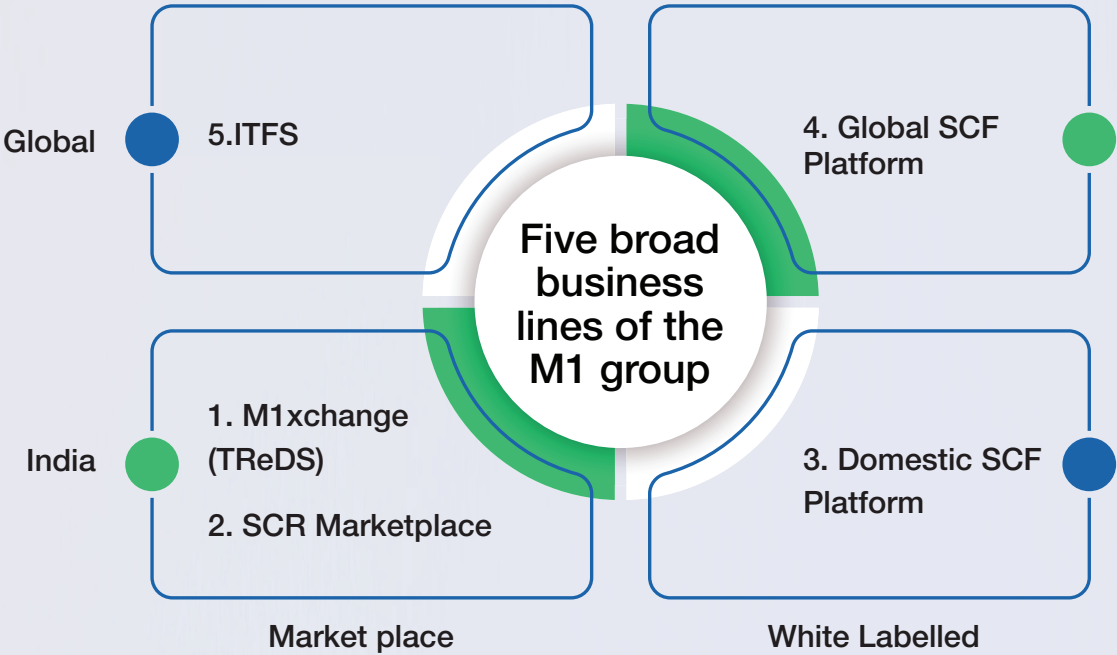 Global
5.ITFS
4. Global SCF
Platform
Five broad
business
lines of the
M1 group
India
1. M1xchange
(TReDS)
2. SCR Marketplace
3. Domestic SCF
Platform
Market place
White Labelled